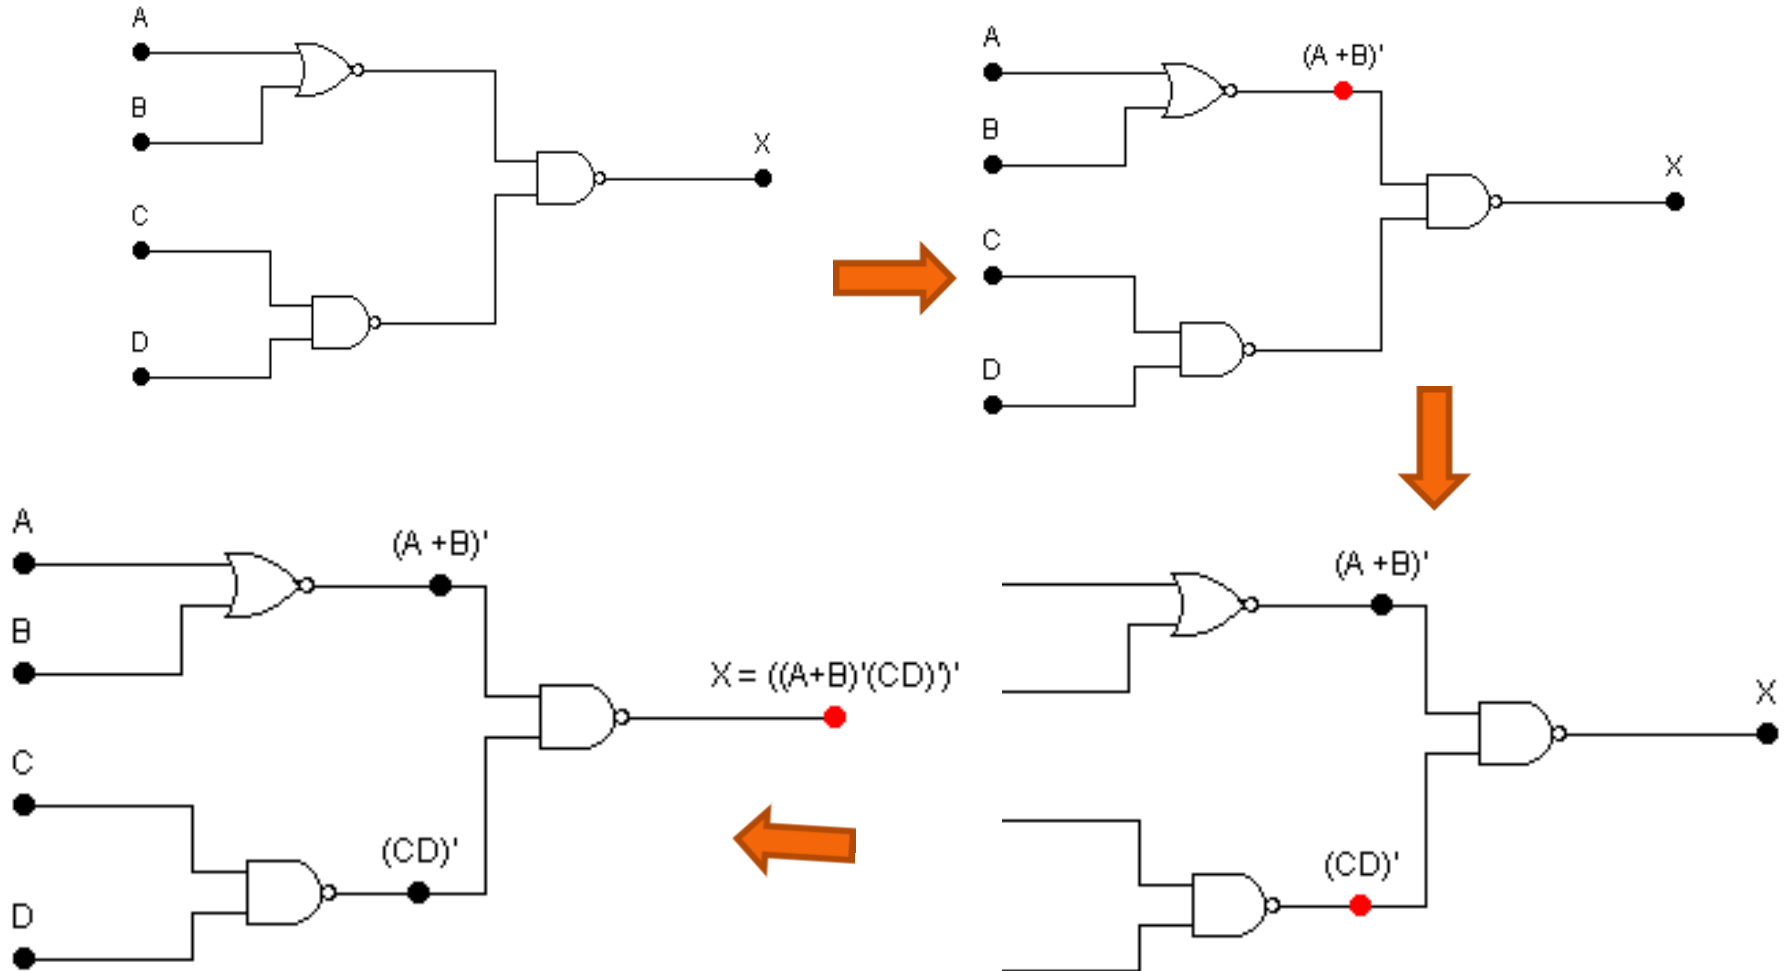 A
B
C
D
X
A
(A +B)'
B
X
C
D
(A +B)'
X
(CD)'
A
(A +B)'
B
X = ((A+B)'(CD)')'
C
(CD)'
D